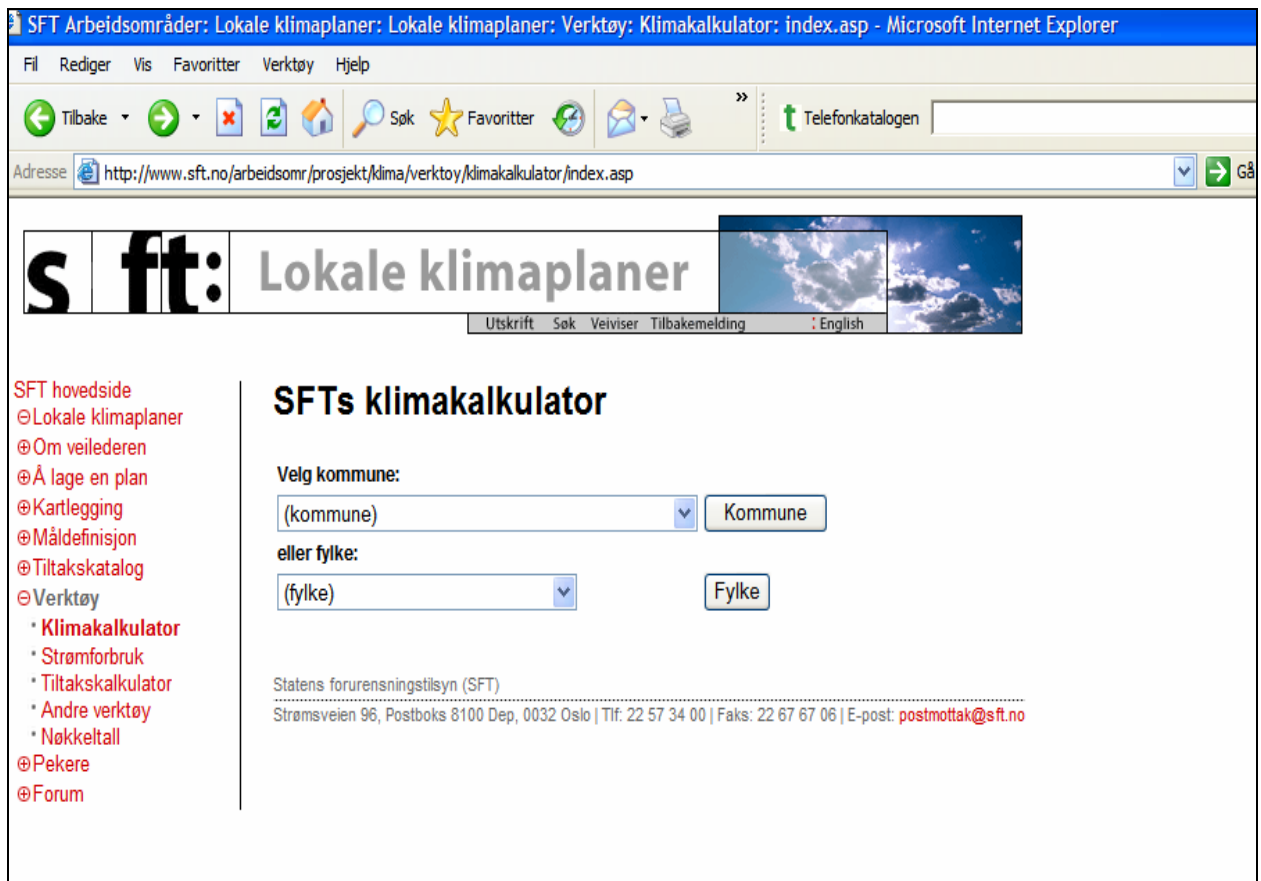 SFT Arbeidsområder: Lokale klimaplaner: Lokale klimaplaner: Verktøy: Klimakalkulator: index.asp - Microsoft Internet Explorer
Fil Rediger Vis Favoritter Verktøy Hjelp
Tilbake Søk Favoritter » t Telefonkatalogen
Adresse http://www.sft.no/arbeidsomr/prosjekt/klima/verktoy/klimakalkulator/index.asp Gå
sft: Lokale klimaplaner
Utskrift Søk Veiviser Tilbakemelding : English
SFT hovedside
Lokale klimaplaner
Om veilederen
Å lage en plan
Kartlegging
Måldefinisjon
Tiltakskatalog
Verktøy
Klimakalkulator
Strømforbruk
Tiltakskalkulator
Andre verktøy
Nøkkeltall
Pekere
Forum
SFTs klimakalkulator
Velg kommune:
(kommune) Kommune
eller fylke:
(fylke) Fylke
Statens forurensningstilsyn (SFT)
Strømsveien 96, Postboks 8100 Dep, 0032 Oslo | Tlf: 22 57 34 00 | Faks: 22 67 67 06 | E-post: postmottak@sft.no